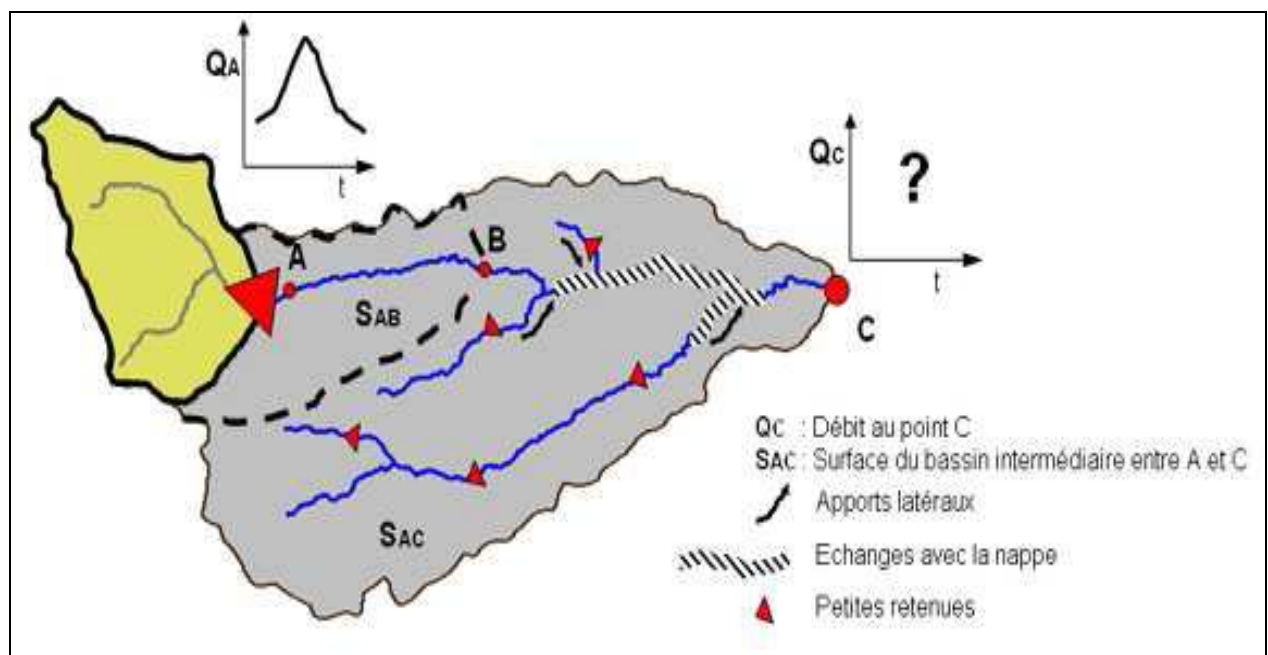 QA
t
QC
?
t
A
B
SAB
C
SAC
QC : Débit au point C
SAC : Surface du bassin intermédiaire entre A et C
Apports latéraux
Echanges avec la nappe
Petites retenues